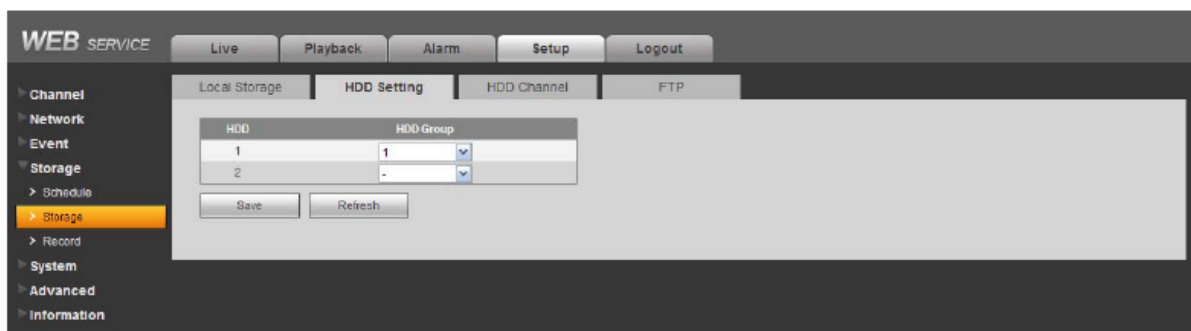 WEB SERVICE
Live Playback Alarm Setup Logout
Local Storage HDD Setting HDD Channel FTP
Channel
Network
Event
Storage
> Schedule
> Storage
> Record
System
Advanced
Information
HDD HDD Group
1 1
2 -
Save Refresh